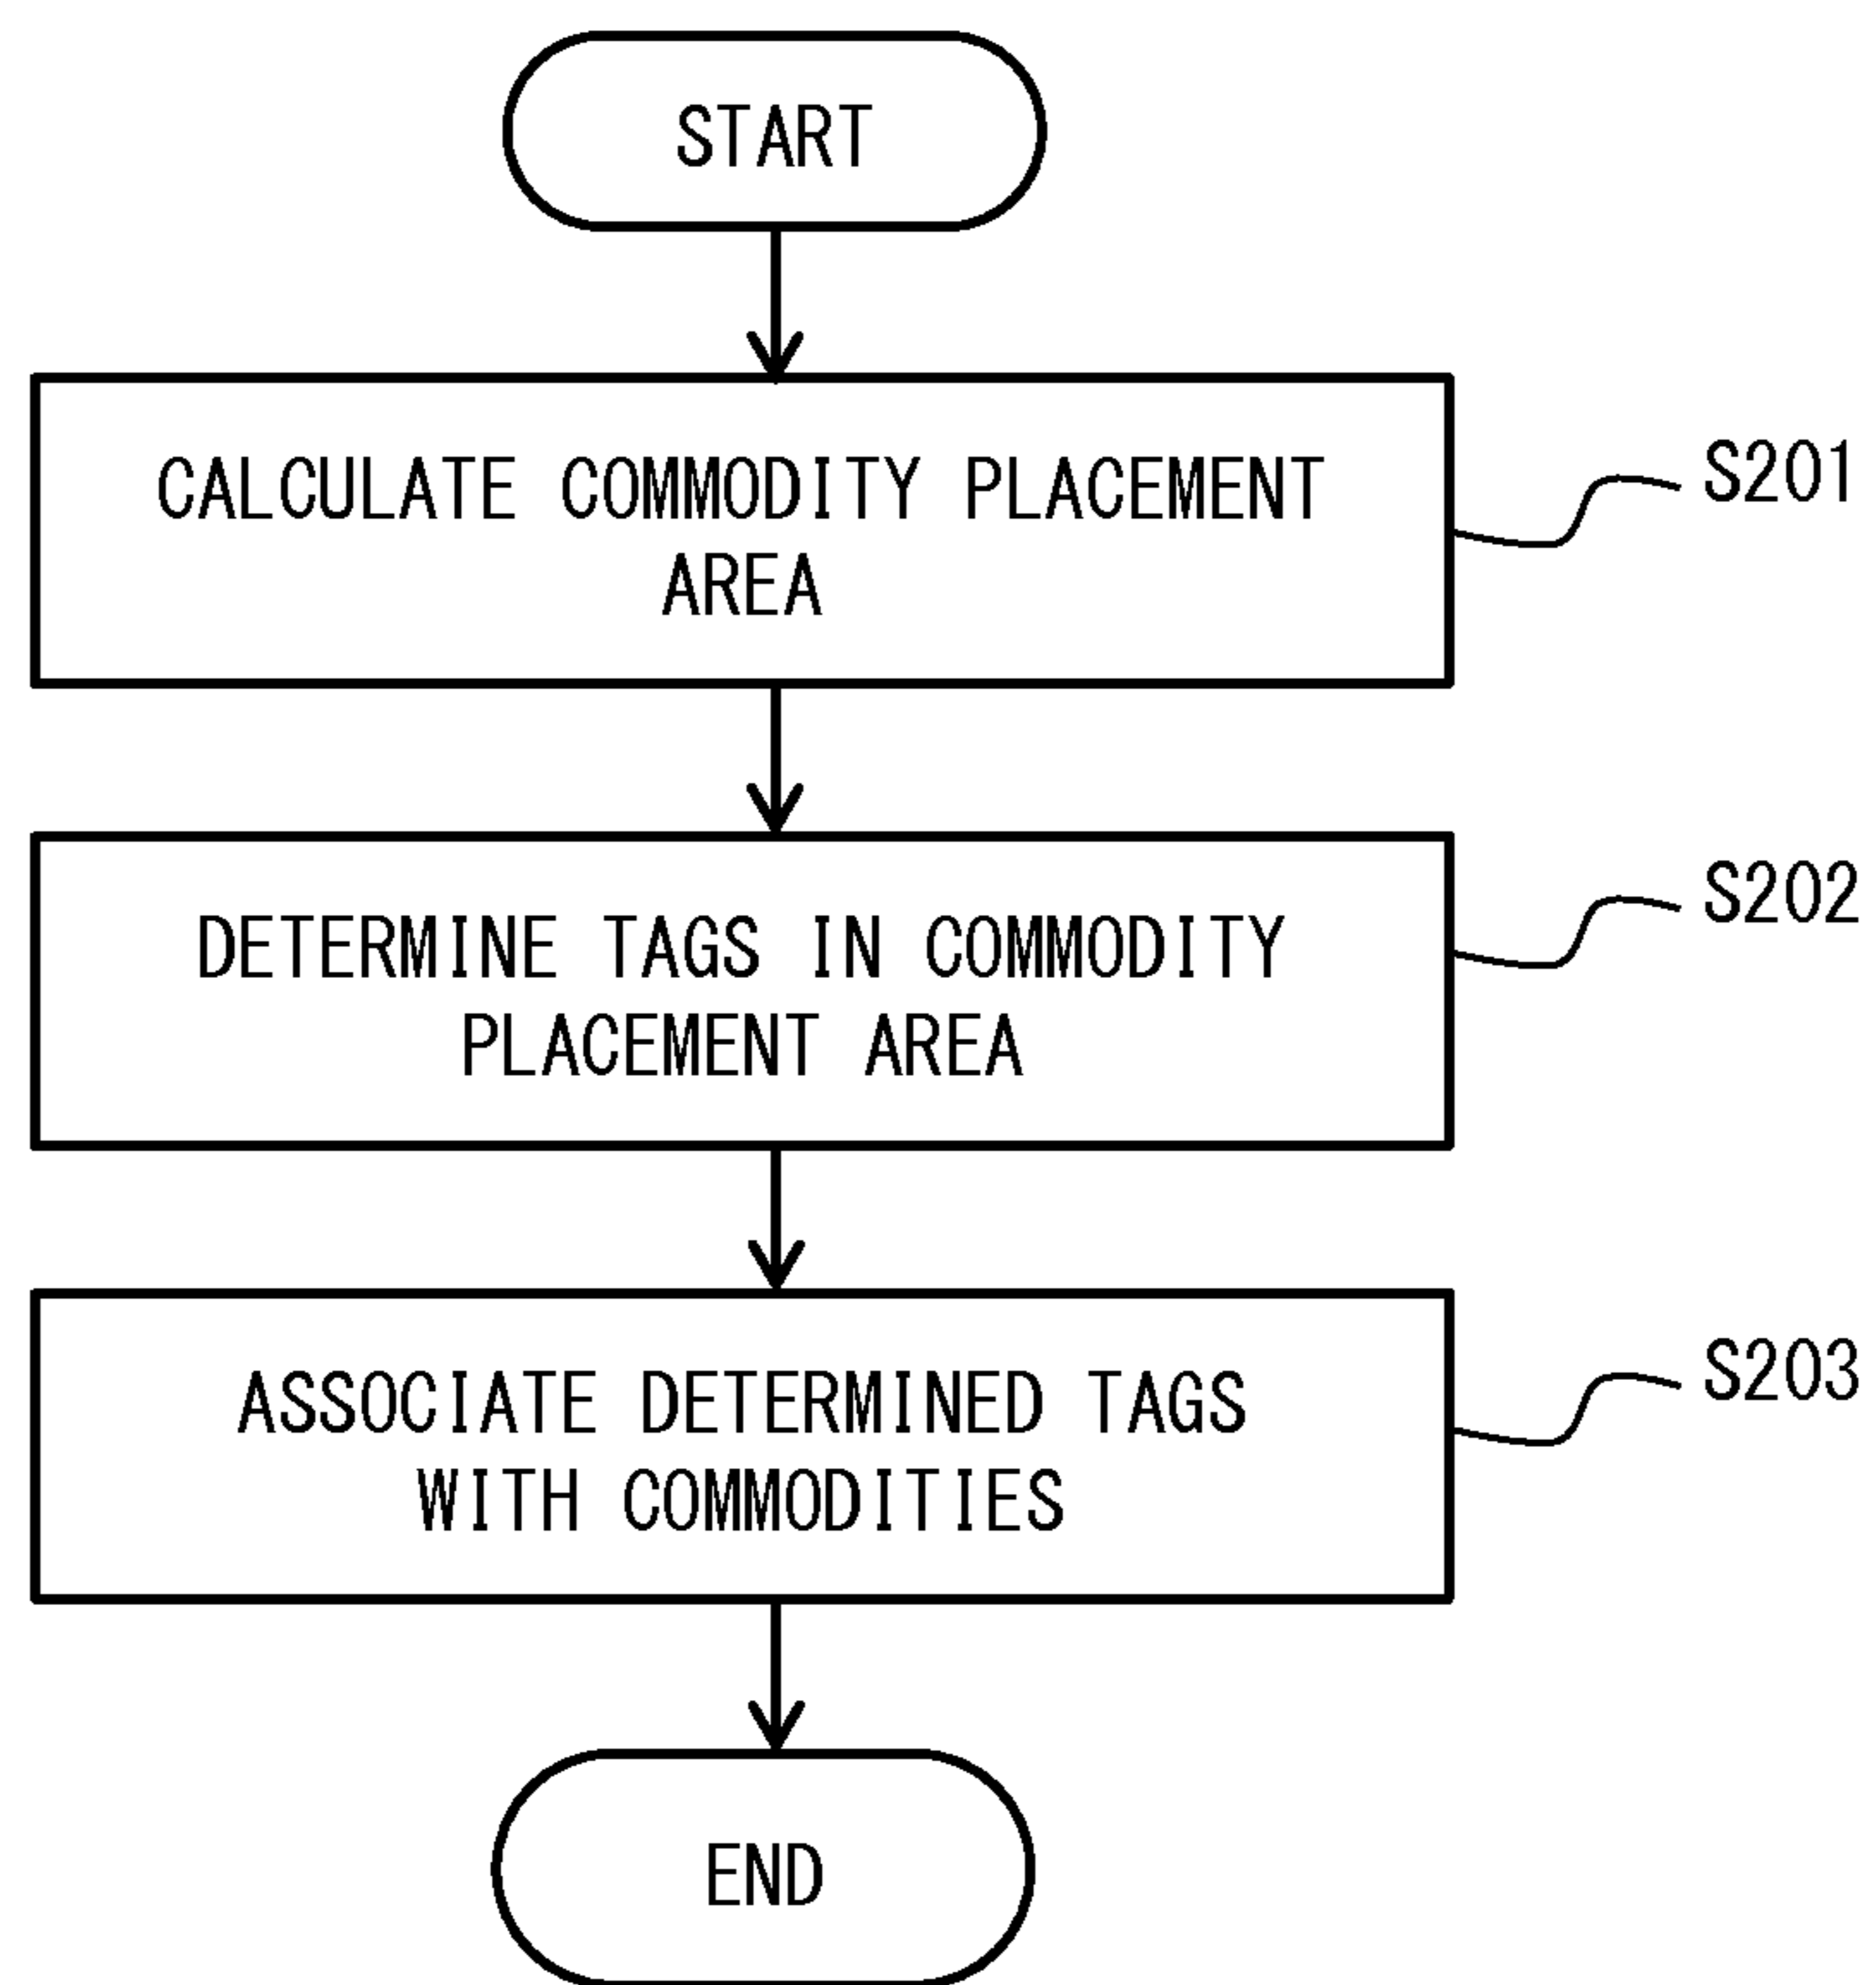 START
CALCULATE COMMODITY PLACEMENT
AREA
S201
DETERMINE TAGS IN COMMODITY
PLACEMENT AREA
S202
ASSOCIATE DETERMINED TAGS
WITH COMMODITIES
S203
END